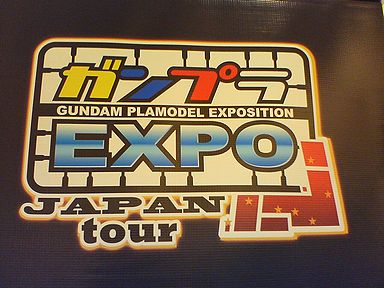 ガンプラ
GUNDAM PLAMODEL EXPOSITION
EXPO
JAPAN
tour